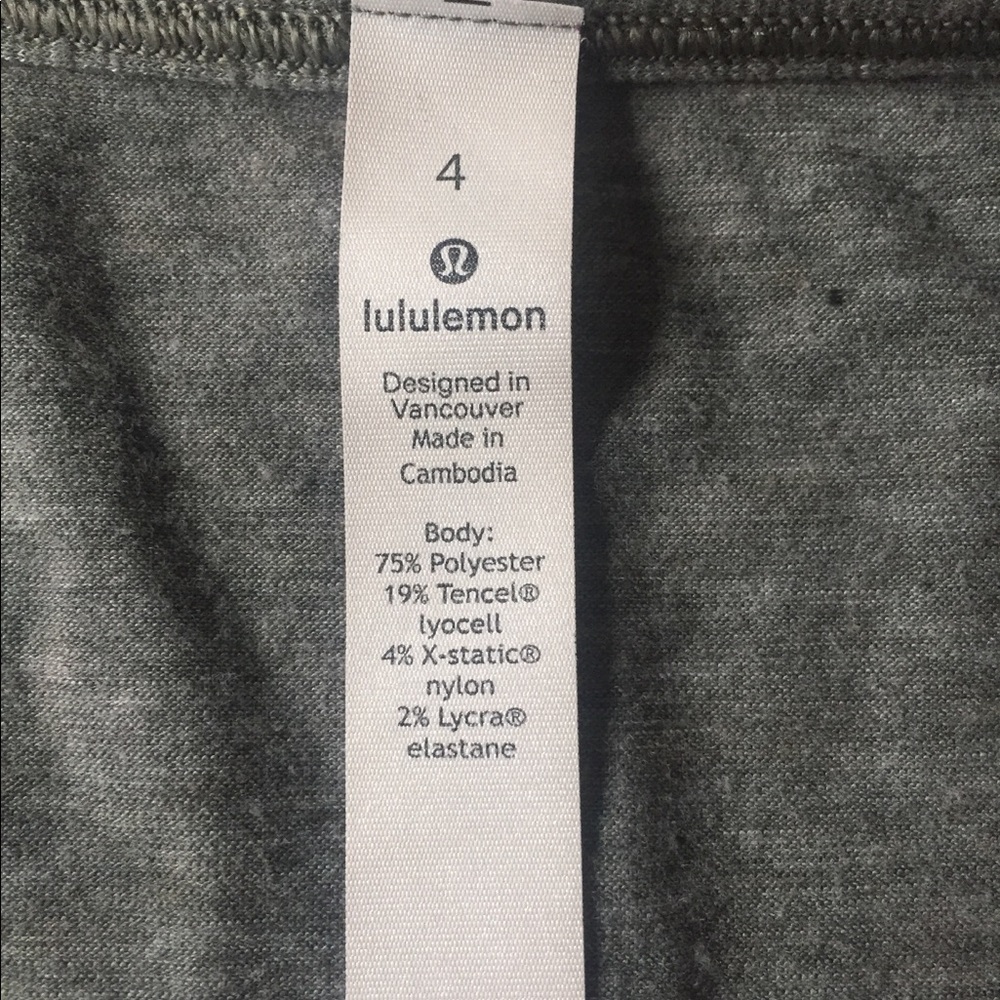 4
lululemon
Designed in
Vancouver
Made in
Cambodia
Body:
75% Polyester
19% Tencel®
lyocell
4% X-static®
nylon
2% Lycra®
elastane